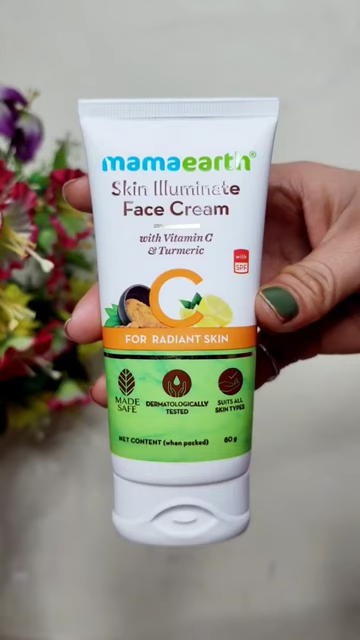 mamaearth®
Skin Illuminate
Face Cream
with Vitamin C
& Turmeric
with
SPF
C
FOR RADIANT SKIN
MADE
SAFE
DERMATOLOGICALLY
TESTED
SUITS ALL
SKIN TYPES
NET CONTENT (when packed) 60 g